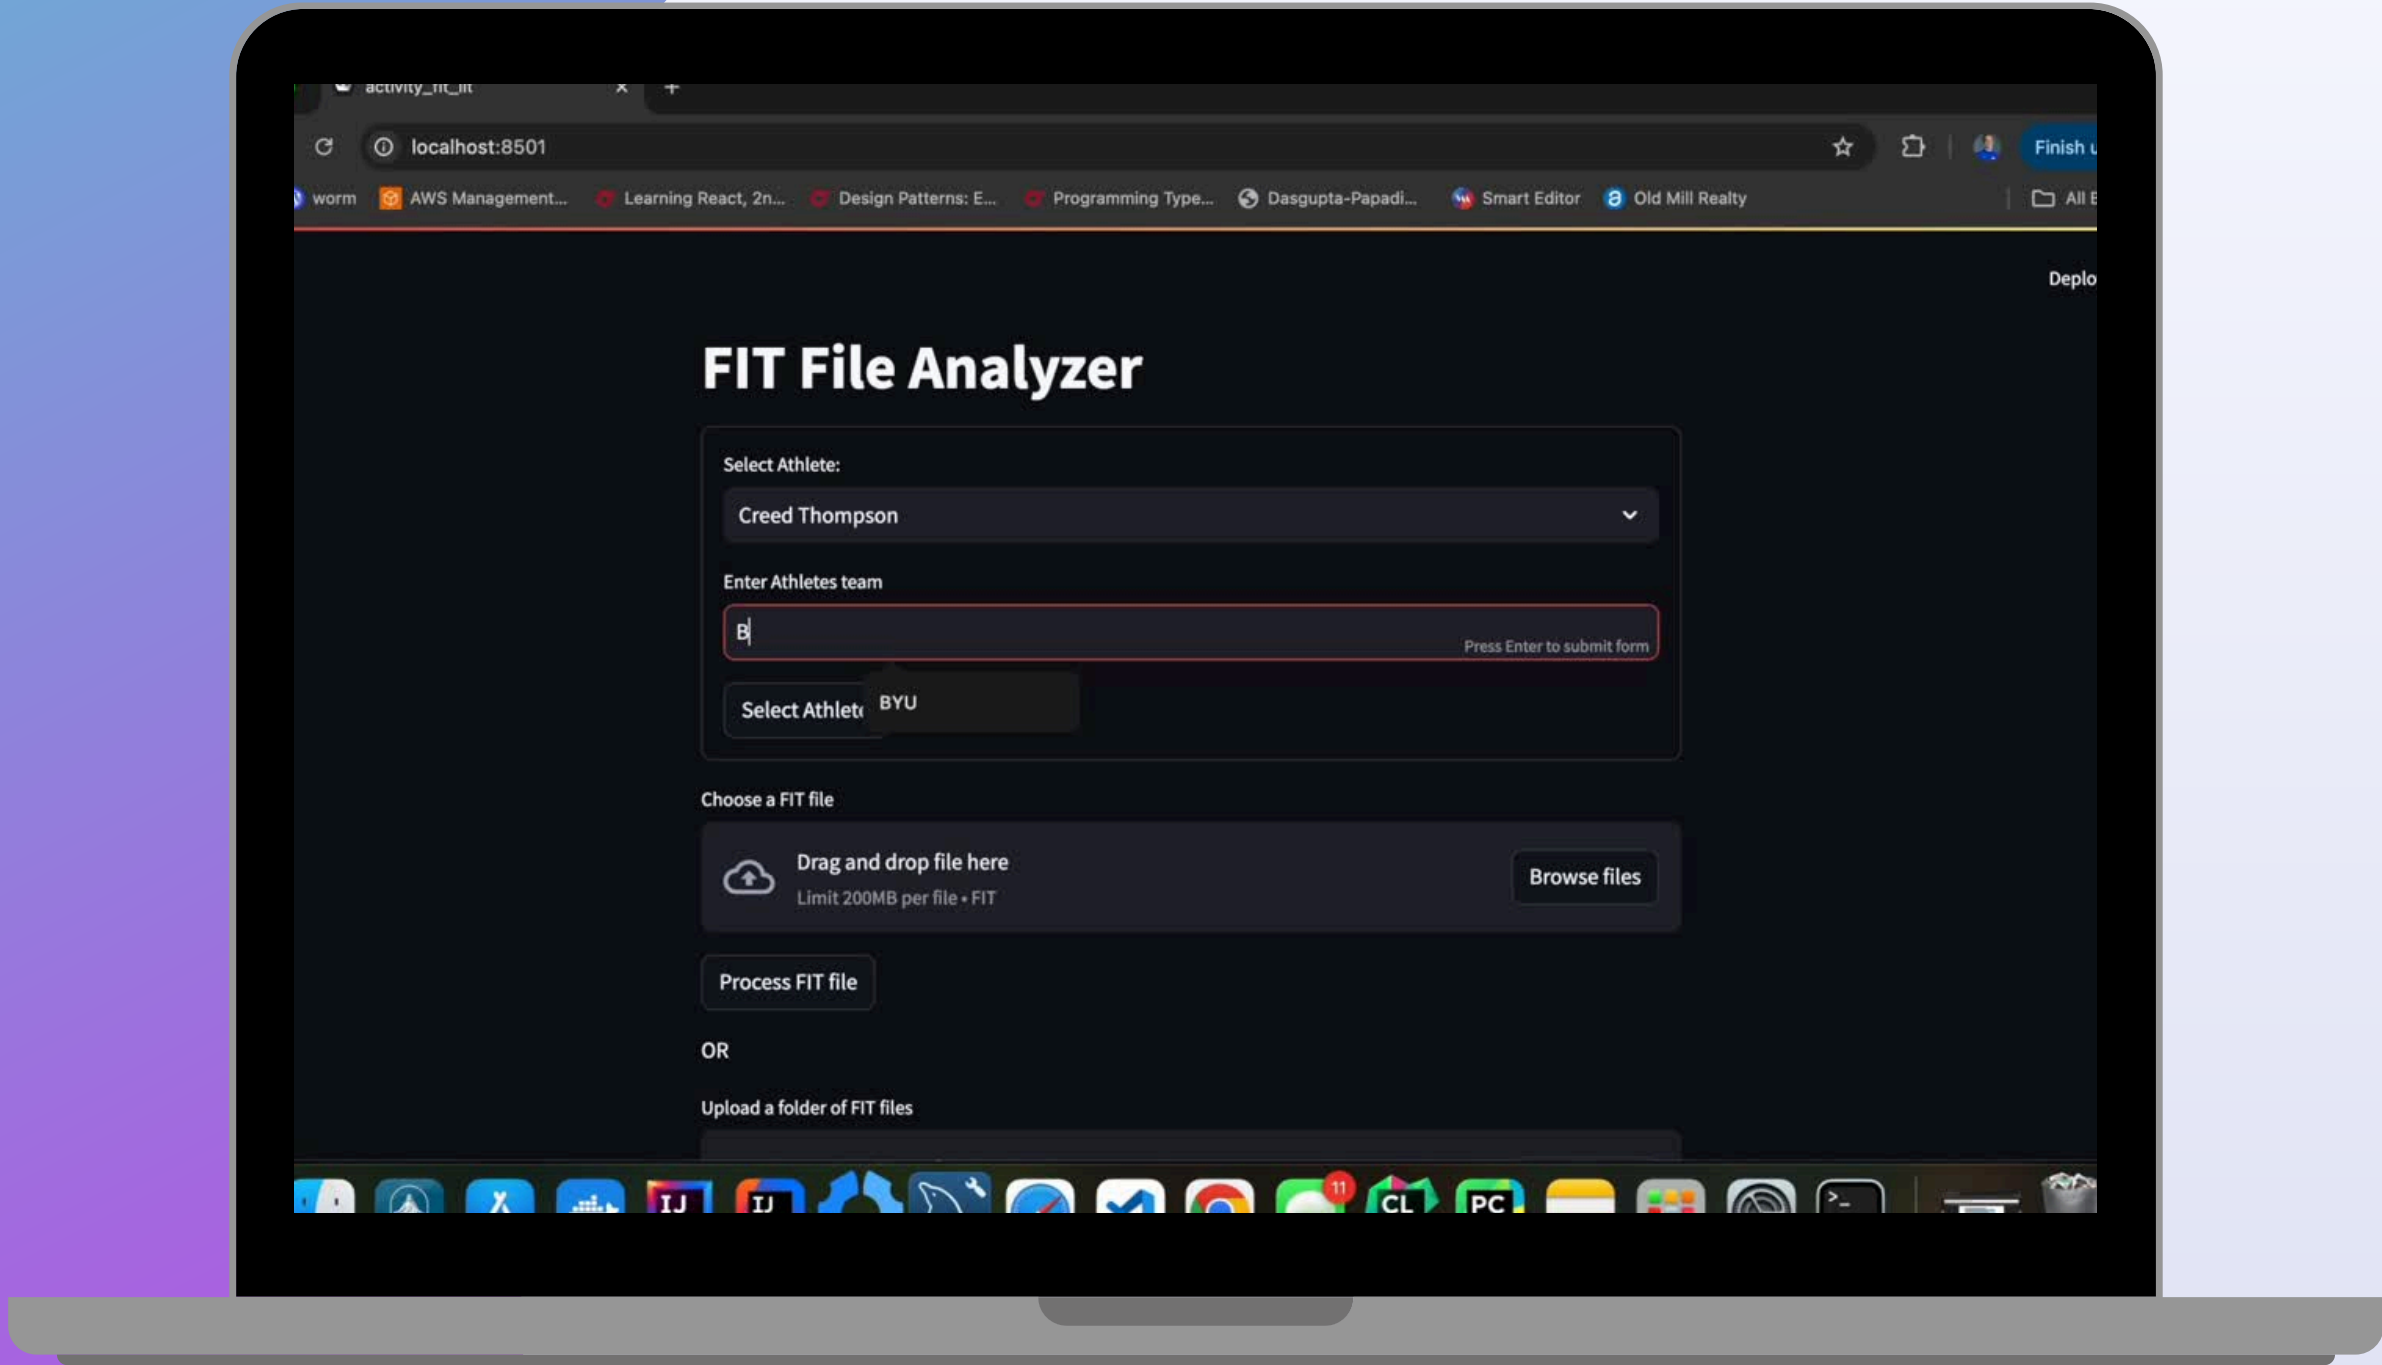 activity_fit_lit
localhost:8501
Finish
worm
AWS Management...
Learning React, 2n...
Design Patterns: E...
Programming Type...
Dasgupta-Papadi...
Smart Editor
Old Mill Realty
All
Deplo
FIT File Analyzer
Select Athlete:
Creed Thompson
Enter Athletes team
B
Press Enter to submit form
Select Athlete
BYU
Choose a FIT file
Drag and drop file here
Limit 200MB per file • FIT
Browse files
Process FIT file
OR
Upload a folder of FIT files
IJ
IJ
11
CL
PC
>_